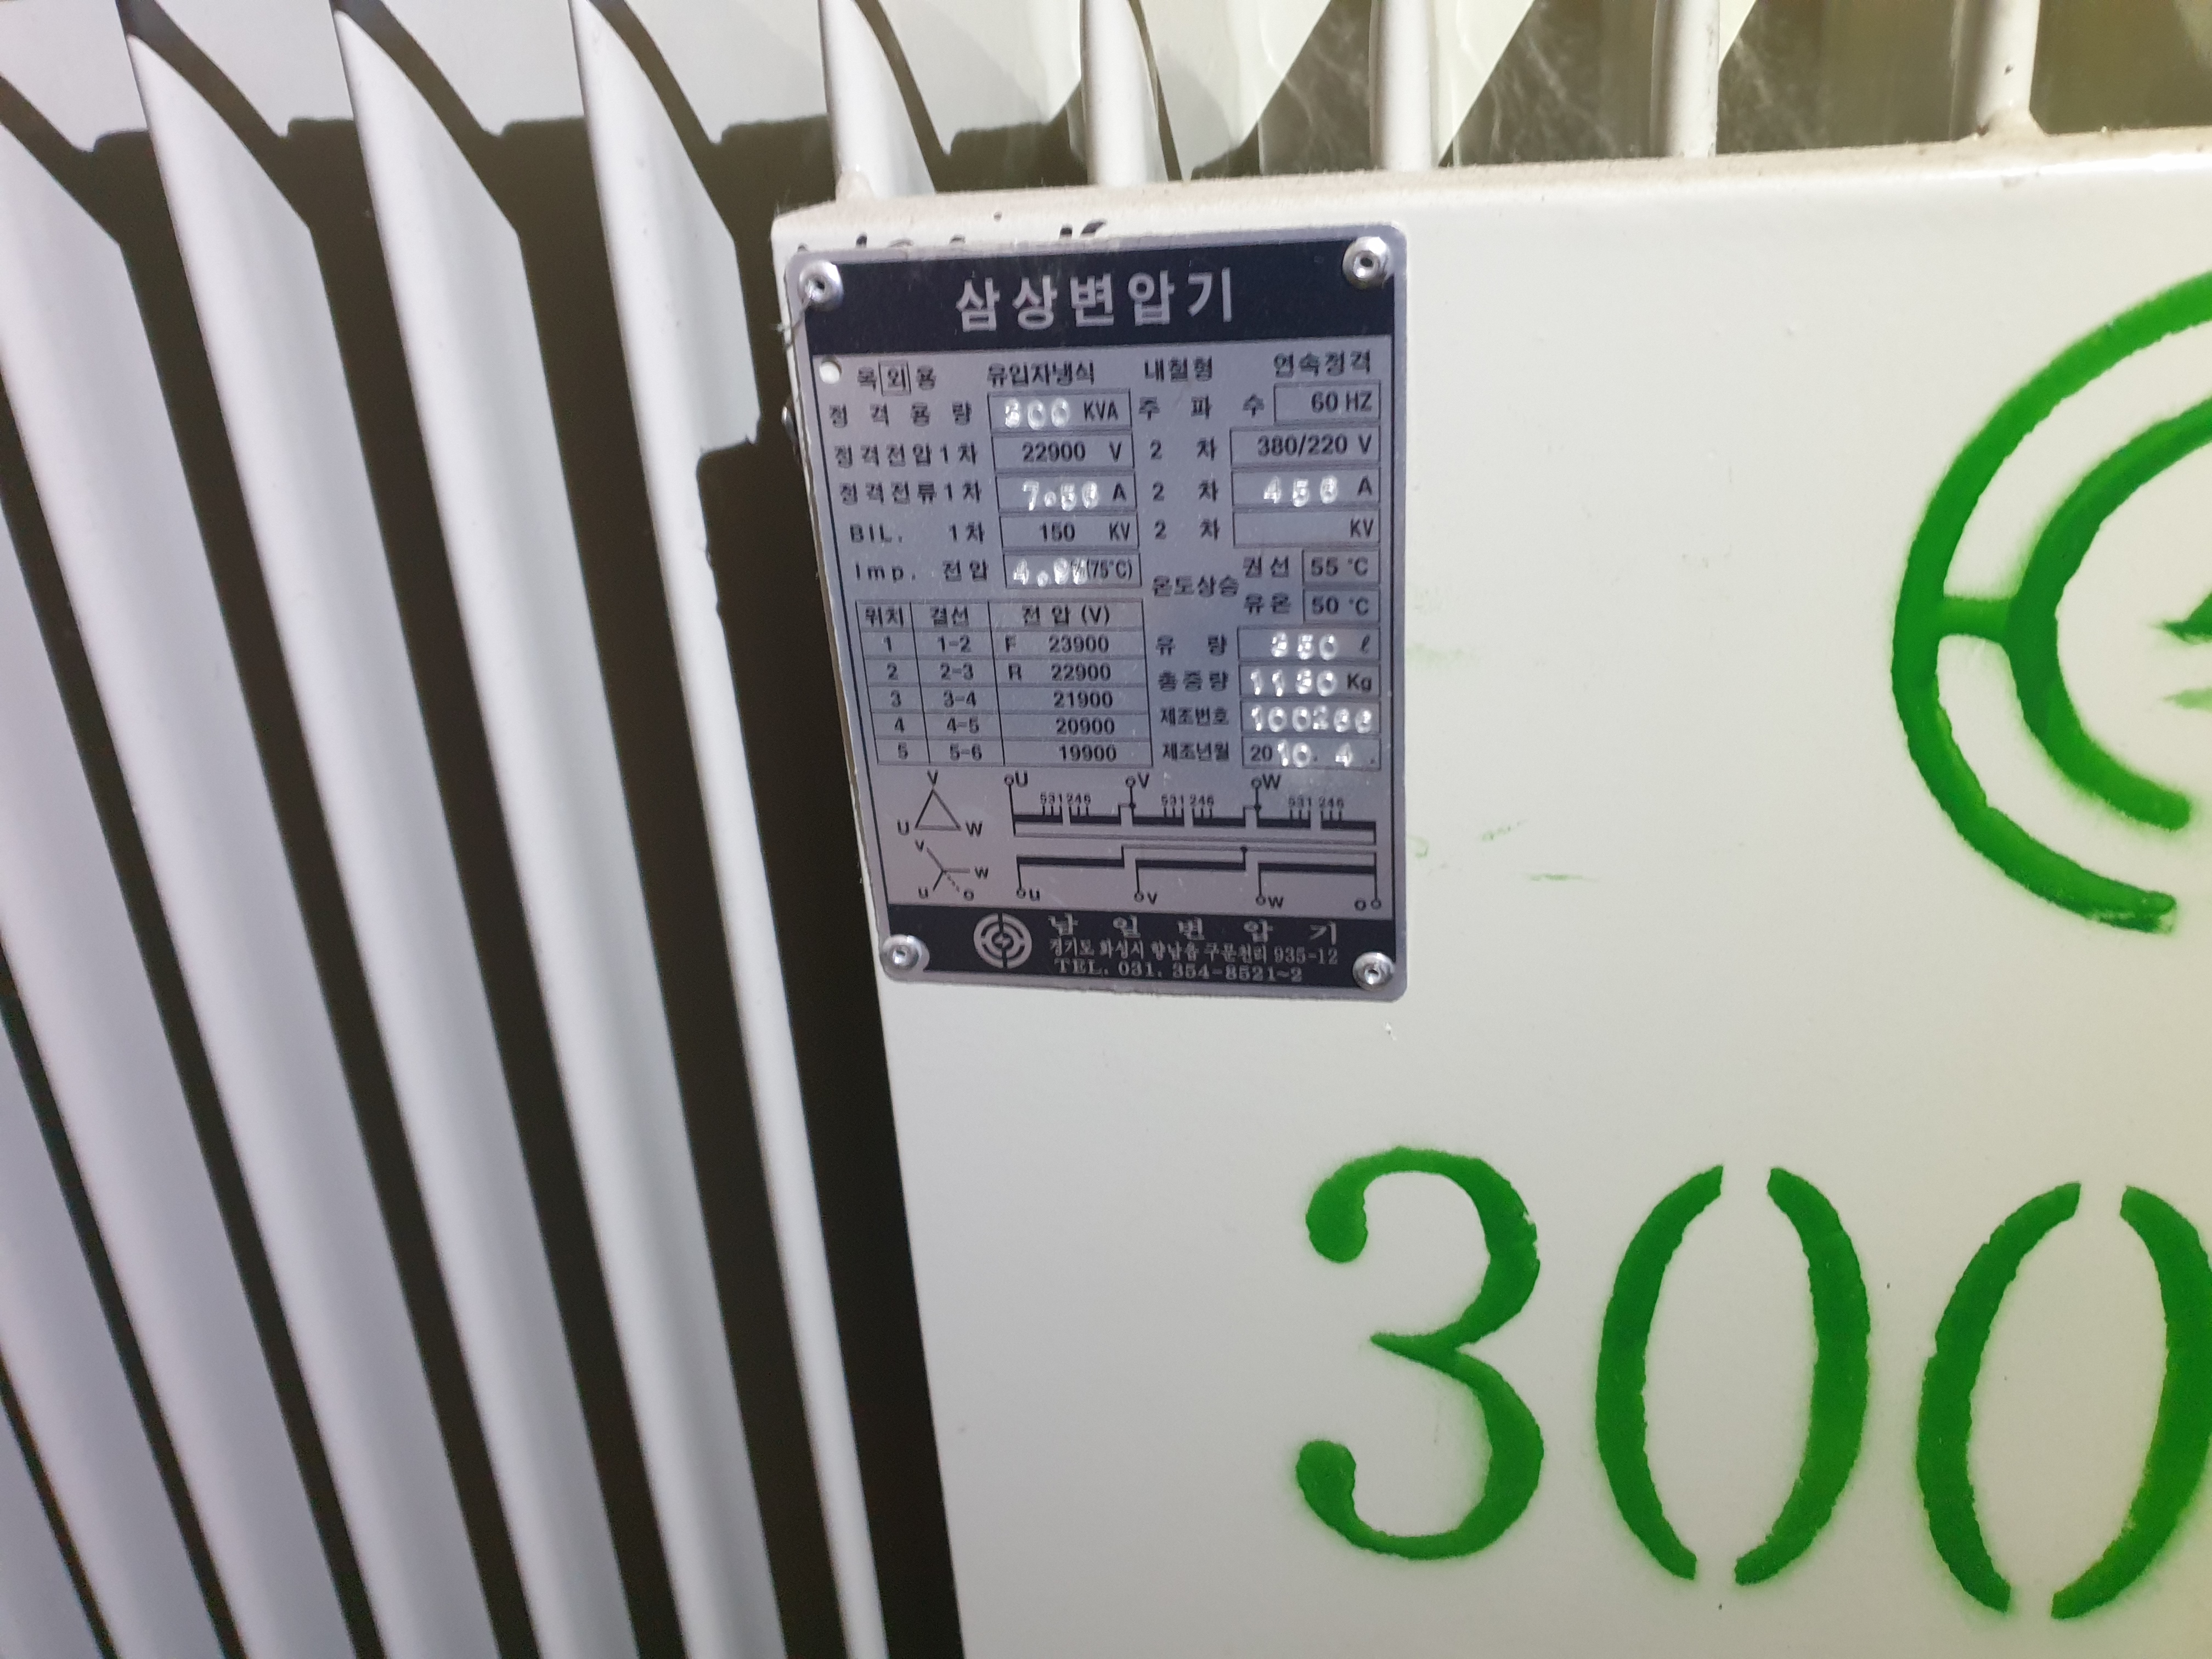 삼상변압기
옥외용 유입자냉식 내철형 연속정격
정격용량 300 KVA 주파수 60 HZ
정격전압1차 22900 V 2차 380/220 V
정격전류1차 7.56 A 2차 456 A
BIL. 1차 150 KV 2차 KV
Imp. 전압 %(75°C) 온도상승 권선 55 °C
유온 50 °C
위치 결선 전압 (V)
1 1-2 F 23900
2 2-3 R 22900
3 3-4 21900
4 4-5 20900
5 5-6 19900
유량 350 ℓ
총중량 Kg
제조번호
제조년월 2010. 4.
V U W
U V W
531 246 531 246 531 246
v w u o
u v w o
남일변압기
경기도 화성시 향남읍 구문천리 935-12
TEL. 031. 354-8521~2
300